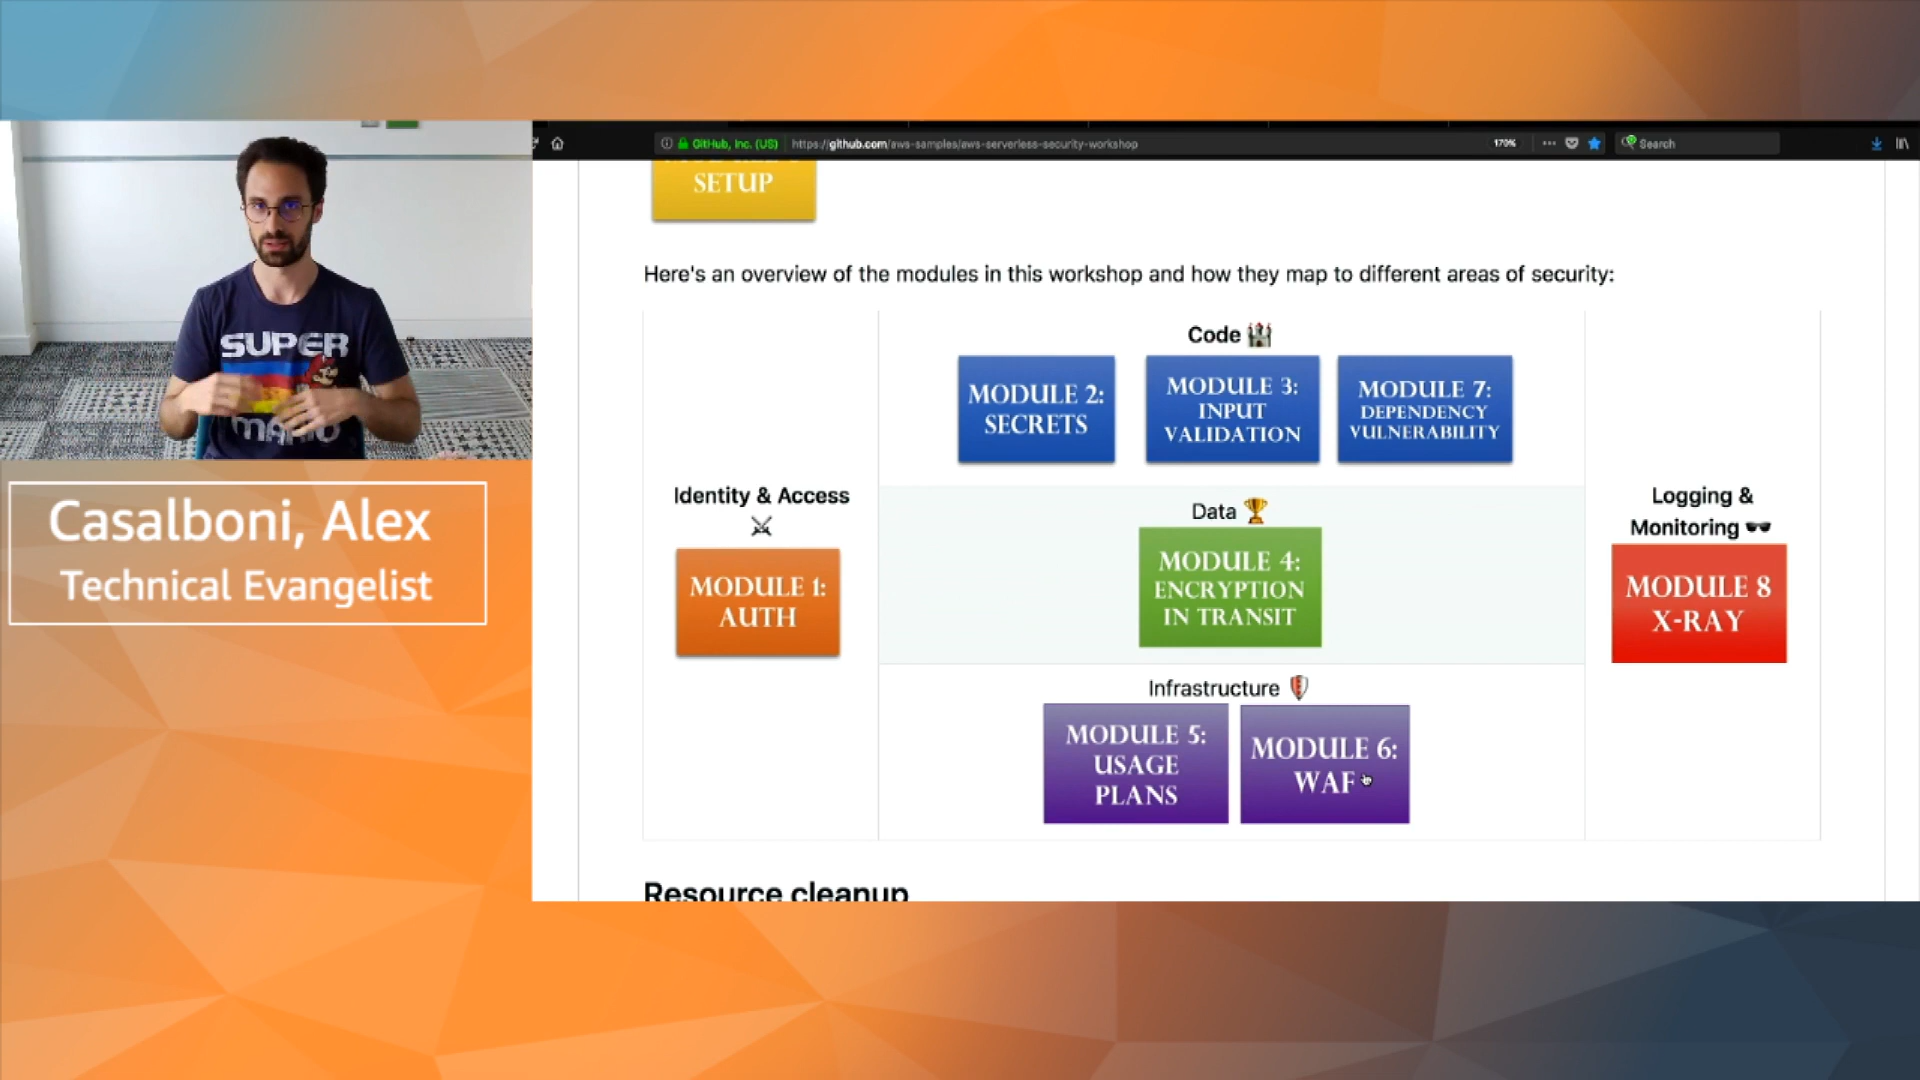 GitHub, Inc. (US)
https://github.com/aws-samples/aws-serverless-security-workshop
170%
Search
SETUP
Here's an overview of the modules in this workshop and how they map to different areas of security:
Code
MODULE 2:
SECRETS
MODULE 3:
INPUT
VALIDATION
MODULE 7:
DEPENDENCY
VULNERABILITY
Identity & Access
MODULE 1:
AUTH
Data
MODULE 4:
ENCRYPTION
IN TRANSIT
Logging &
Monitoring
MODULE 8
X-RAY
Infrastructure
MODULE 5:
USAGE
PLANS
MODULE 6:
WAF
Resource cleanup
SUPER
MARIO
Casalboni, Alex
Technical Evangelist